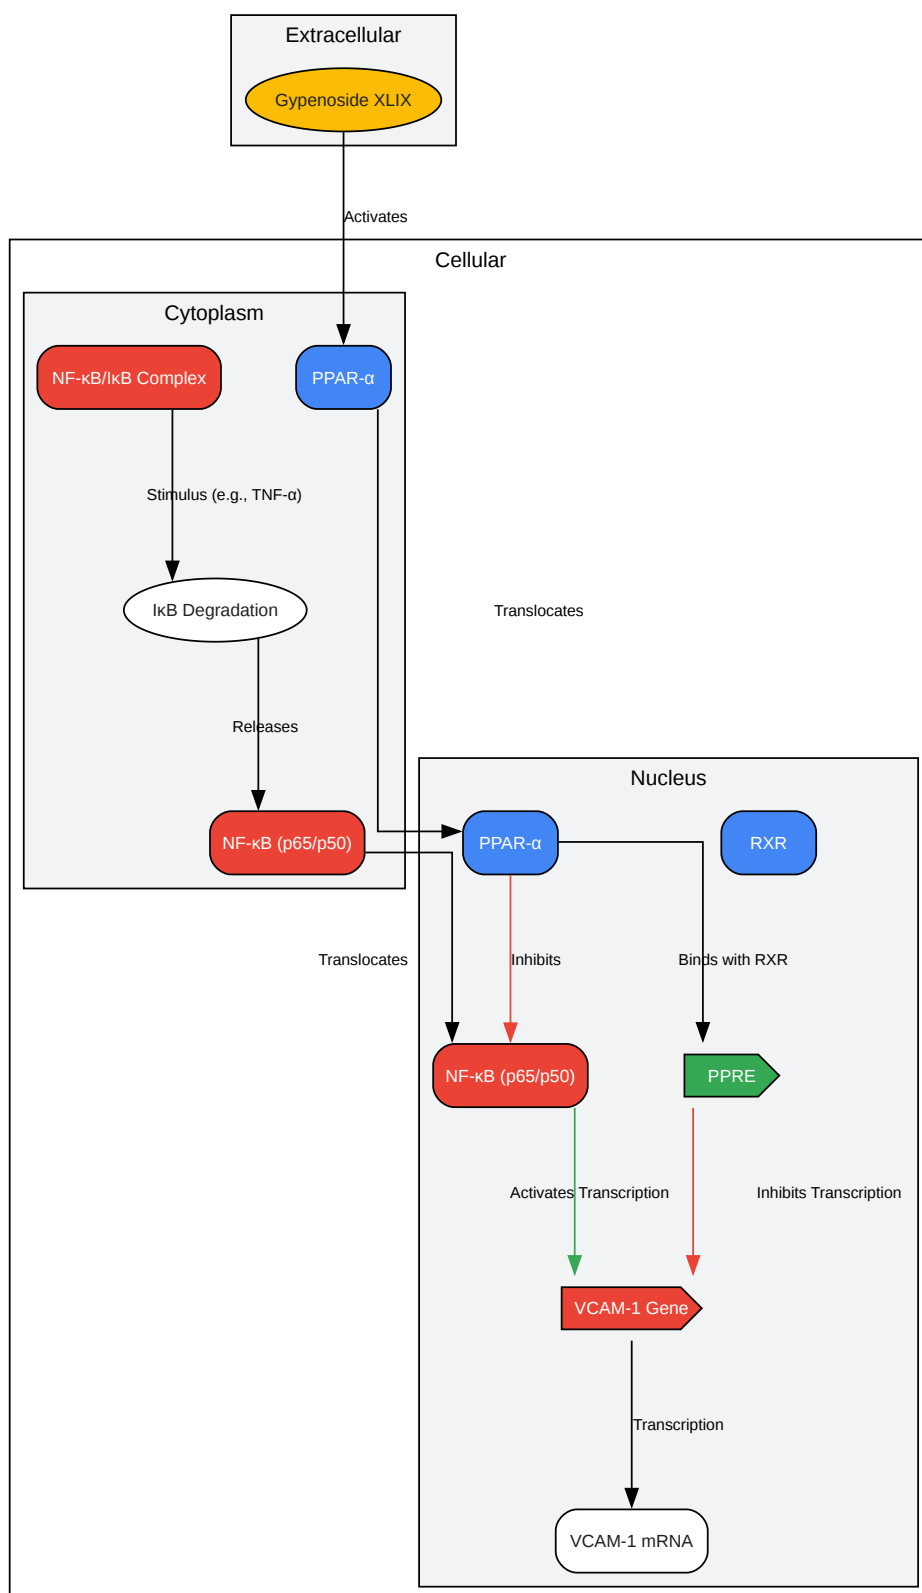 Extracellular
Gypenoside XLIX
Activates
Cellular
Cytoplasm
NF-κB/IκB Complex
PPAR-α
Stimulus (e.g., TNF-α)
IκB Degradation
Translocates
Releases
Nucleus
NF-κB (p65/p50)
PPAR-α
RXR
Translocates
Inhibits
Binds with RXR
NF-κB (p65/p50)
PPRE
Activates Transcription
Inhibits Transcription
VCAM-1 Gene
Transcription
VCAM-1 mRNA